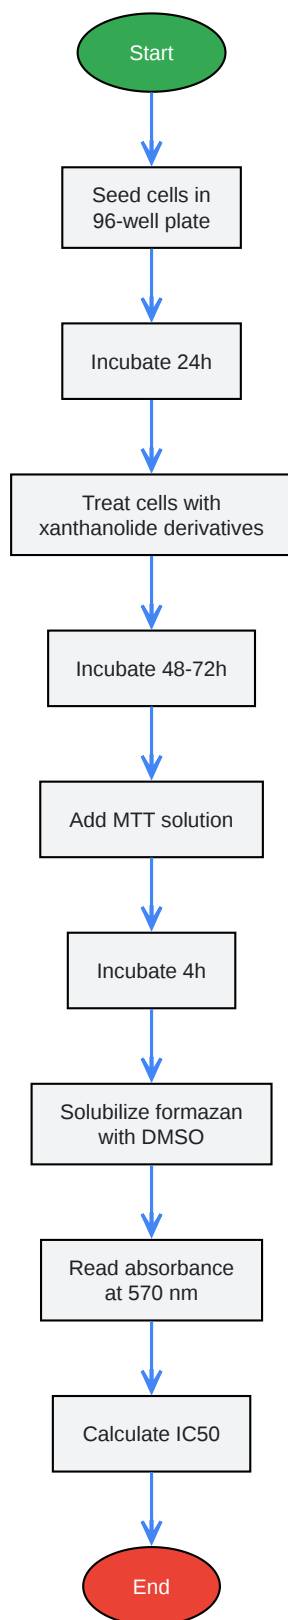 Start
Seed cells in
96-well plate
Incubate 24h
Treat cells with
xanthanolide derivatives
Incubate 48-72h
Add MTT solution
Incubate 4h
Solubilize formazan
with DMSO
Read absorbance
at 570 nm
Calculate IC50
End